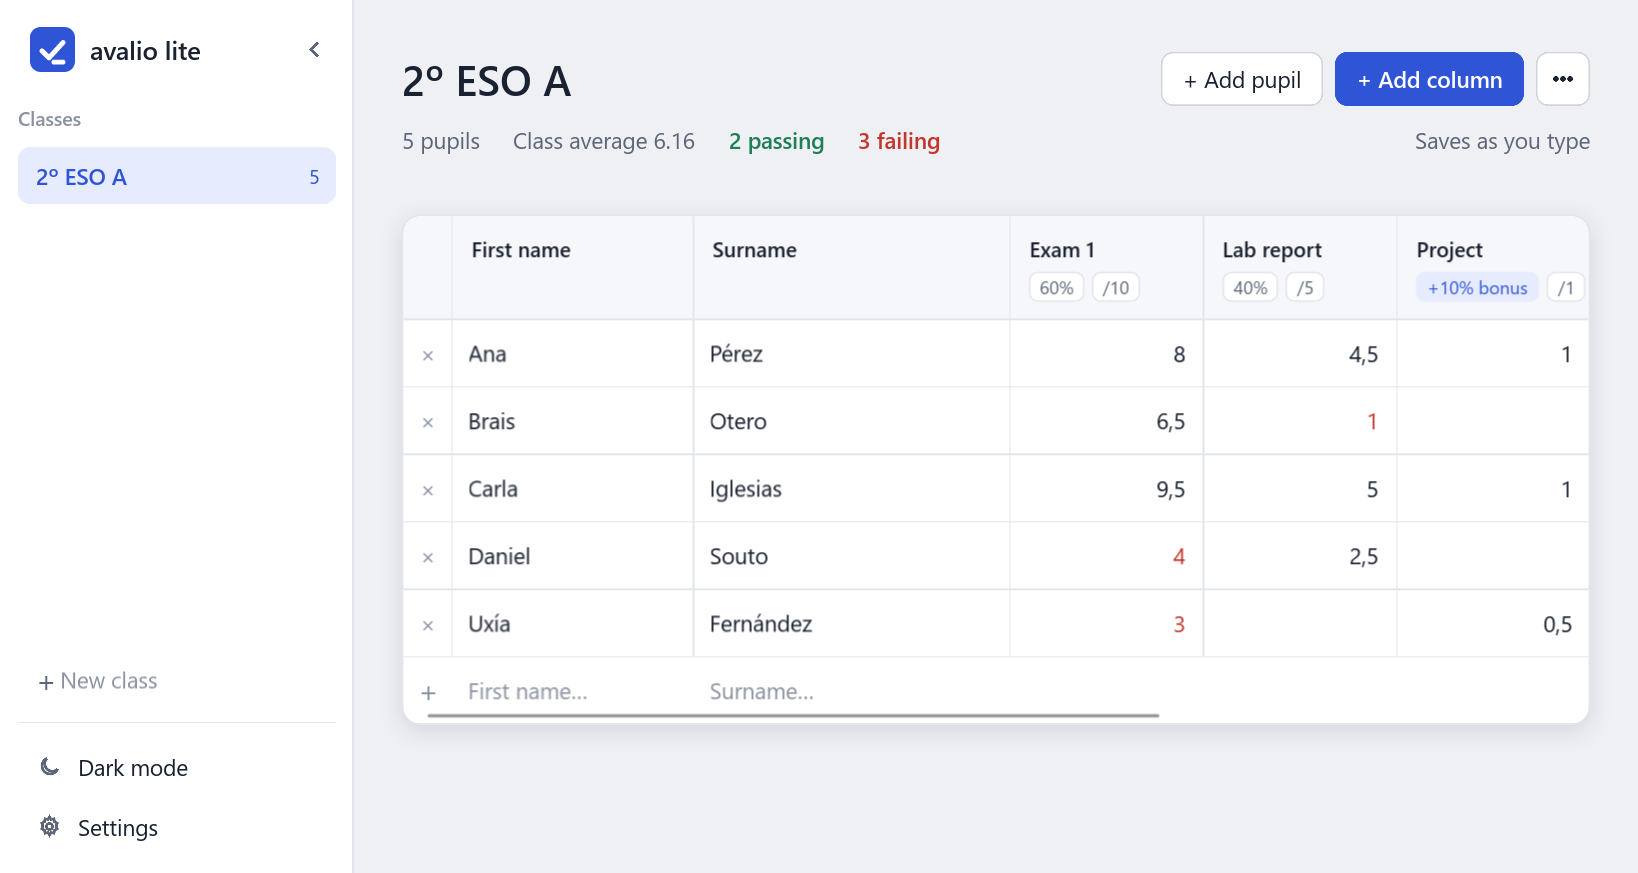 avalio lite
Classes
2º ESO A 5
+ New class
Dark mode
Settings
2º ESO A
+ Add pupil + Add column •••
5 pupils Class average 6.16 2 passing 3 failing Saves as you type
First name Surname Exam 1 Lab report Project
60% /10 40% /5 +10% bonus /1
× Ana Pérez 8 4,5 1
× Brais Otero 6,5 1
× Carla Iglesias 9,5 5 1
× Daniel Souto 4 2,5
× Uxía Fernández 3 0,5
+ First name... Surname...